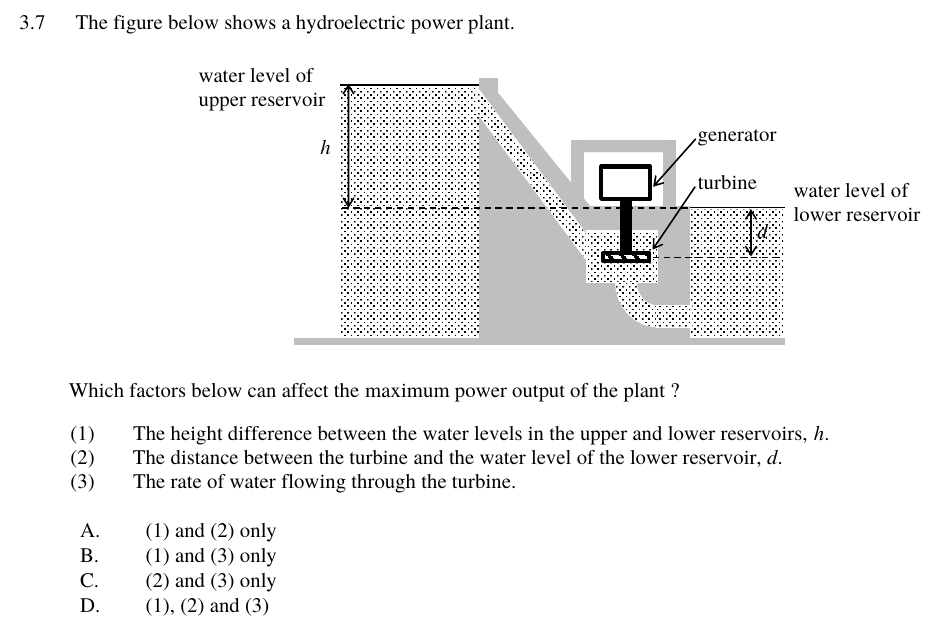 3.7 The figure below shows a hydroelectric power plant.
water level of
upper reservoir
h
generator
turbine
water level of
lower reservoir
d
Which factors below can affect the maximum power output of the plant ?
(1) The height difference between the water levels in the upper and lower reservoirs, h.
(2) The distance between the turbine and the water level of the lower reservoir, d.
(3) The rate of water flowing through the turbine.
A. (1) and (2) only
B. (1) and (3) only
C. (2) and (3) only
D. (1), (2) and (3)